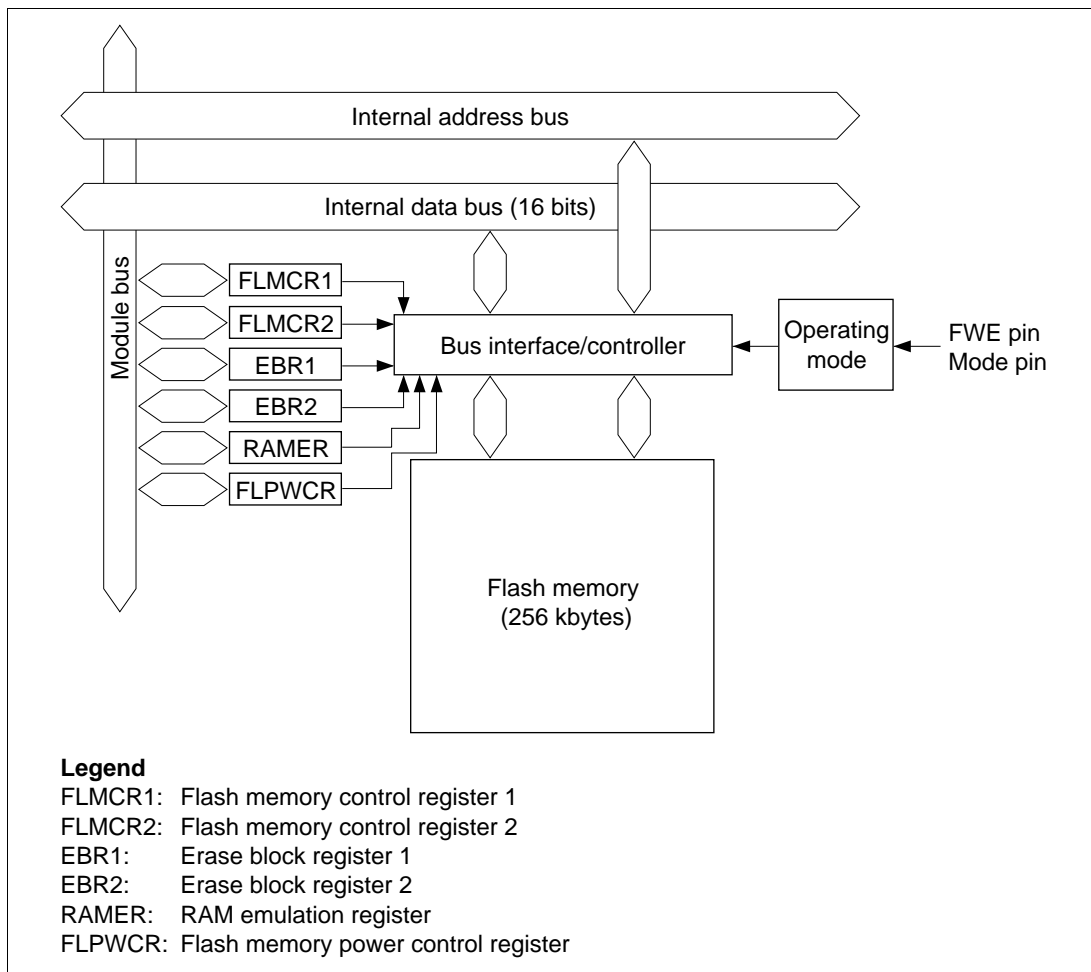 Internal address bus
Internal data bus (16 bits)
Module bus
FLMCR1
FLMCR2
EBR1
EBR2
RAMER
FLPWCR
Bus interface/controller
Operating
mode
FWE pin
Mode pin
Flash memory
(256 kbytes)
Legend
FLMCR1: Flash memory control register 1
FLMCR2: Flash memory control register 2
EBR1: Erase block register 1
EBR2: Erase block register 2
RAMER: RAM emulation register
FLPWCR: Flash memory power control register